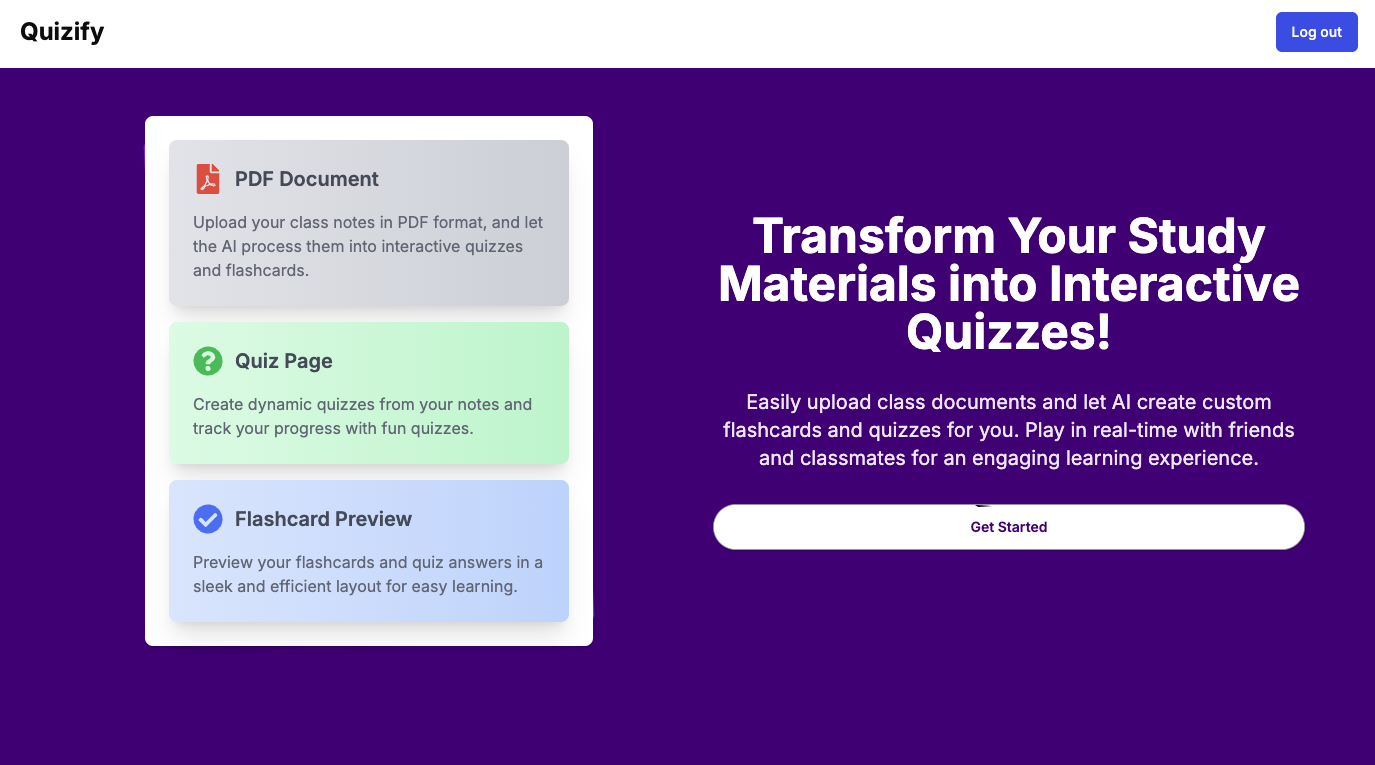 Quizify
Log out
PDF Document
Upload your class notes in PDF format, and let
the AI process them into interactive quizzes
and flashcards.
Quiz Page
Create dynamic quizzes from your notes and
track your progress with fun quizzes.
Flashcard Preview
Preview your flashcards and quiz answers in a
sleek and efficient layout for easy learning.
Transform Your Study
Materials into Interactive
Quizzes!
Easily upload class documents and let AI create custom
flashcards and quizzes for you. Play in real-time with friends
and classmates for an engaging learning experience.
Get Started